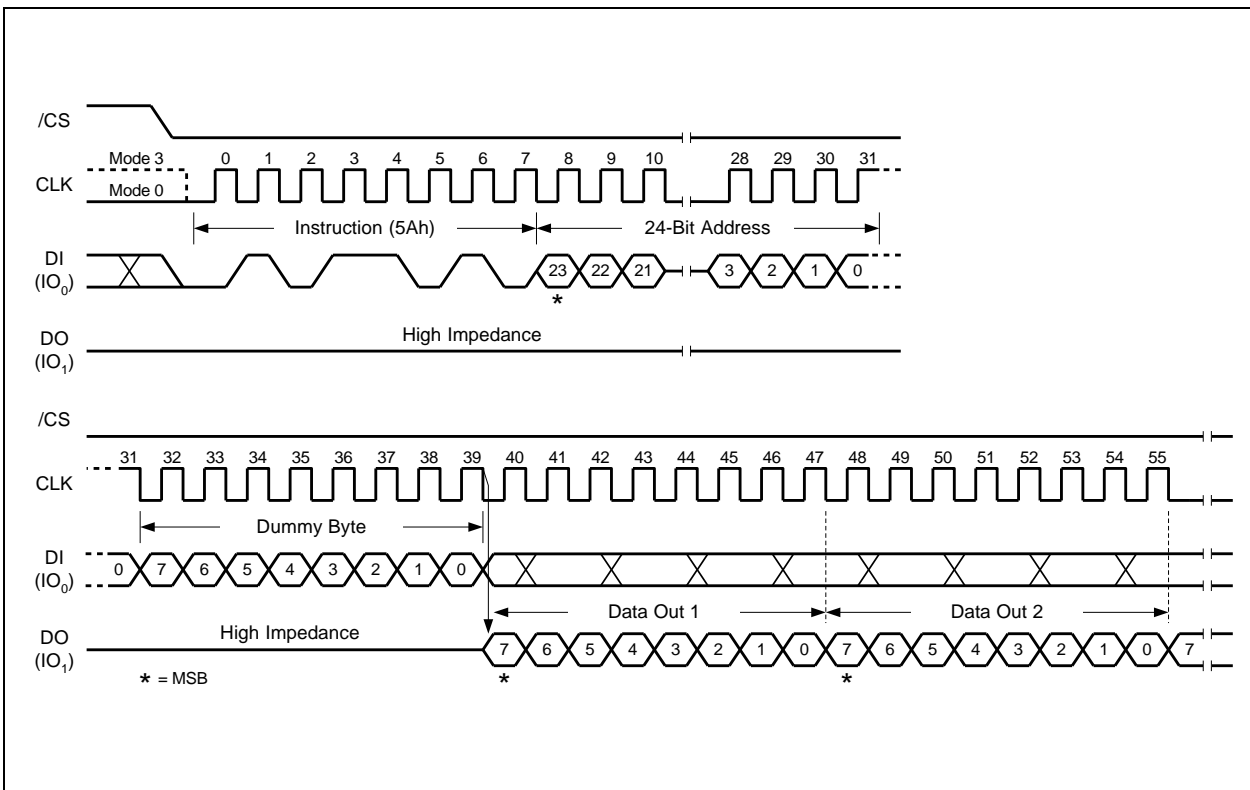 /CS
Mode 3
0 1 2 3 4 5 6 7 8 9 10 28 29 30 31
CLK
Mode 0
Instruction (5Ah) 24-Bit Address
DI
(IO0)
23 22 21 3 2 1 0
*
High Impedance
DO
(IO1)
/CS
31 32 33 34 35 36 37 38 39 40 41 42 43 44 45 46 47 48 49 50 51 52 53 54 55
CLK
Dummy Byte
DI
(IO0)
0 7 6 5 4 3 2 1 0
Data Out 1 Data Out 2
High Impedance
DO
(IO1)
7 6 5 4 3 2 1 0 7 6 5 4 3 2 1 0 7
* = MSB * *